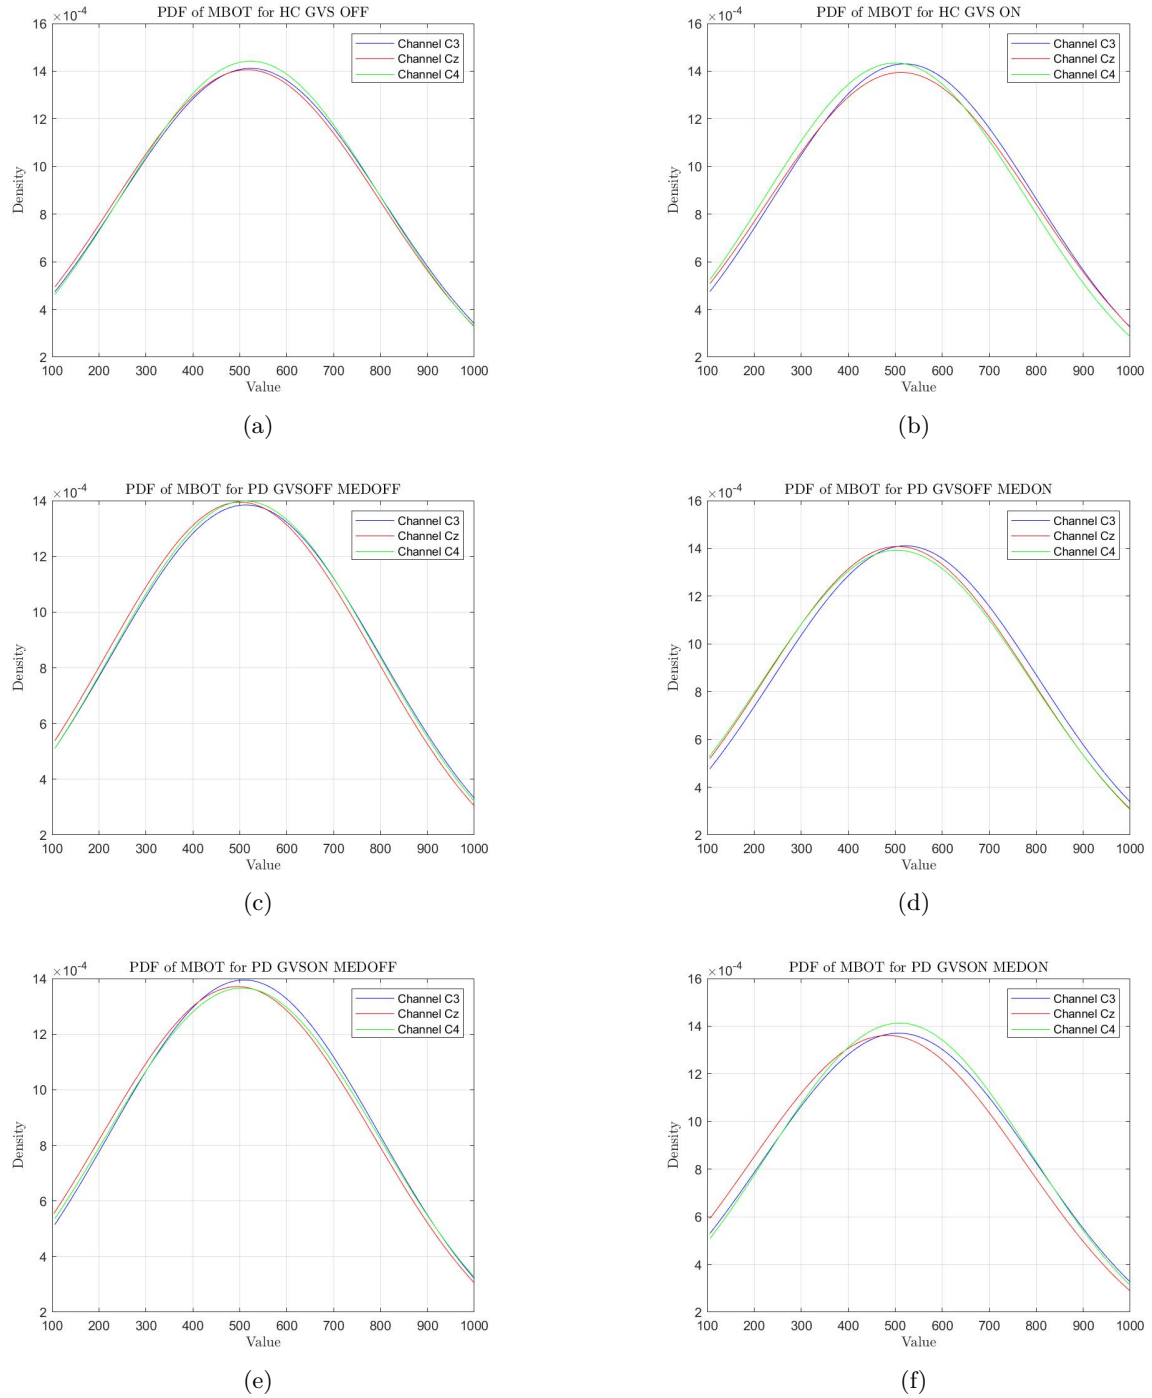 PDF of MBOT for HC GVS OFF
×10⁻⁴
16
14
12
10
8
6
4
2
Density
Channel C3
Channel Cz
Channel C4
100 200 300 400 500 600 700 800 900 1000
Value
(a)
PDF of MBOT for HC GVS ON
×10⁻⁴
16
14
12
10
8
6
4
2
Density
Channel C3
Channel Cz
Channel C4
100 200 300 400 500 600 700 800 900 1000
Value
(b)
PDF of MBOT for PD GVSOFF MEDOFF
×10⁻⁴
14
12
10
8
6
4
2
Density
Channel C3
Channel Cz
Channel C4
100 200 300 400 500 600 700 800 900 1000
Value
(c)
PDF of MBOT for PD GVSOFF MEDON
×10⁻⁴
16
14
12
10
8
6
4
2
Density
Channel C3
Channel Cz
Channel C4
100 200 300 400 500 600 700 800 900 1000
Value
(d)
PDF of MBOT for PD GVSON MEDOFF
×10⁻⁴
14
12
10
8
6
4
2
Density
Channel C3
Channel Cz
Channel C4
100 200 300 400 500 600 700 800 900 1000
Value
(e)
PDF of MBOT for PD GVSON MEDON
×10⁻⁴
16
14
12
10
8
6
4
2
Density
Channel C3
Channel Cz
Channel C4
100 200 300 400 500 600 700 800 900 1000
Value
(f)